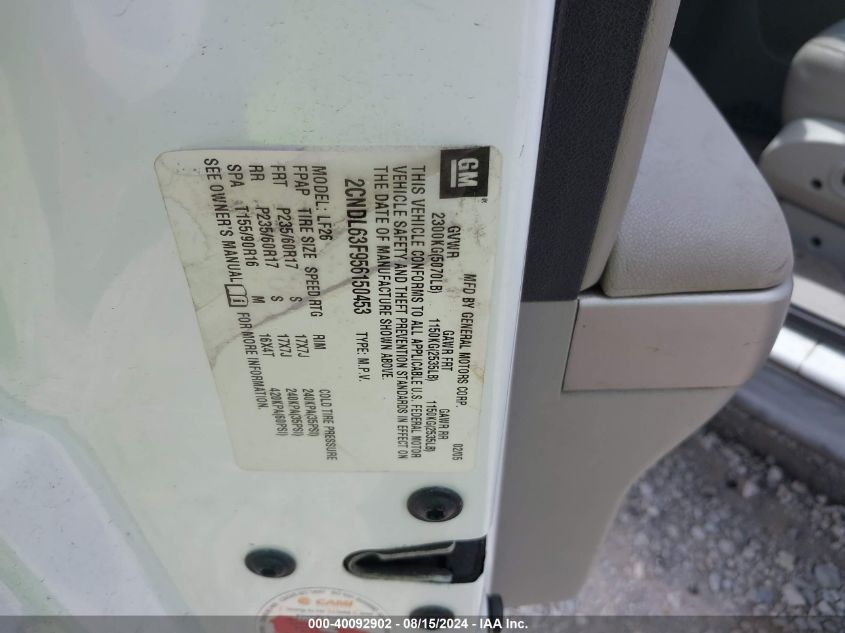 GM
MFD BY GENERAL MOTORS CORP. 02/05
GVWR GAWR FRT GAWR RR
2300KG(5070LB) 1150KG(2535LB) 1150KG(2535LB)
THIS VEHICLE CONFORMS TO ALL APPLICABLE U.S. FEDERAL MOTOR
VEHICLE SAFETY AND THEFT PREVENTION STANDARDS IN EFFECT ON
THE DATE OF MANUFACTURE SHOWN ABOVE.
2CNDL63F956150453 TYPE: M.P.V.
MODEL: LF26
FPAP TIRE SIZE SPEED RTG RIM COLD TIRE PRESSURE
FRT P235/60R17 S 17X7J 240KPA(35PSI)
RR P235/60R17 S 17X7J 240KPA(35PSI)
SPA T155/90R16 M 16X4T 420KPA(60PSI)
SEE OWNER'S MANUAL FOR MORE INFORMATION.
CAMI
000-40092902 - 08/15/2024 - IAA Inc.